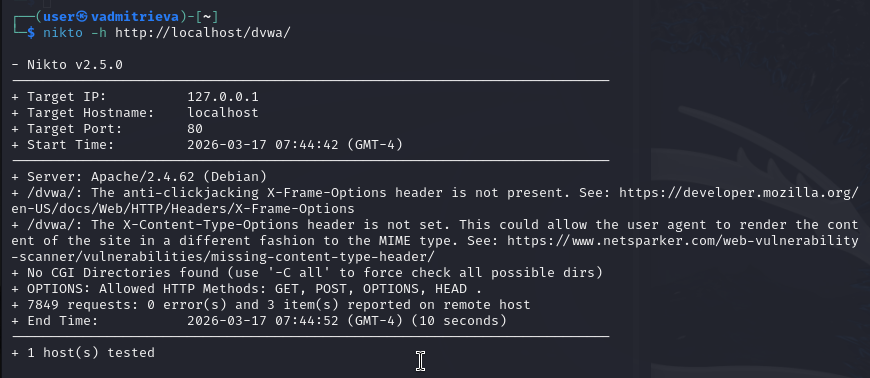 ┌──(user㉿vadmitrieva)-[~]
└─$ nikto -h http://localhost/dvwa/
- Nikto v2.5.0
+ Target IP:          127.0.0.1
+ Target Hostname:    localhost
+ Target Port:        80
+ Start Time:         2026-03-17 07:44:42 (GMT-4)
+ Server: Apache/2.4.62 (Debian)
+ /dvwa/: The anti-clickjacking X-Frame-Options header is not present. See: https://developer.mozilla.org/
en-US/docs/Web/HTTP/Headers/X-Frame-Options
+ /dvwa/: The X-Content-Type-Options header is not set. This could allow the user agent to render the cont
ent of the site in a different fashion to the MIME type. See: https://www.netsparker.com/web-vulnerability
-scanner/vulnerabilities/missing-content-type-header/
+ No CGI Directories found (use '-C all' to force check all possible dirs)
+ OPTIONS: Allowed HTTP Methods: GET, POST, OPTIONS, HEAD .
+ 7849 requests: 0 error(s) and 3 item(s) reported on remote host
+ End Time:           2026-03-17 07:44:52 (GMT-4) (10 seconds)
+ 1 host(s) tested